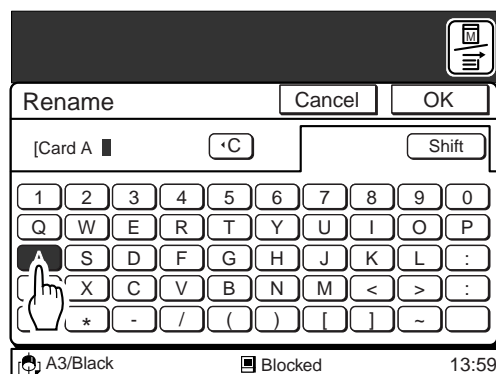 M
Rename Cancel OK
[Card A ‹C Shift
1 2 3 4 5 6 7 8 9 0
Q W E R T Y U I O P
A S D F G H J K L :
X C V B N M < > :
* - / ( ) [ ] ~
A3/Black Blocked 13:59